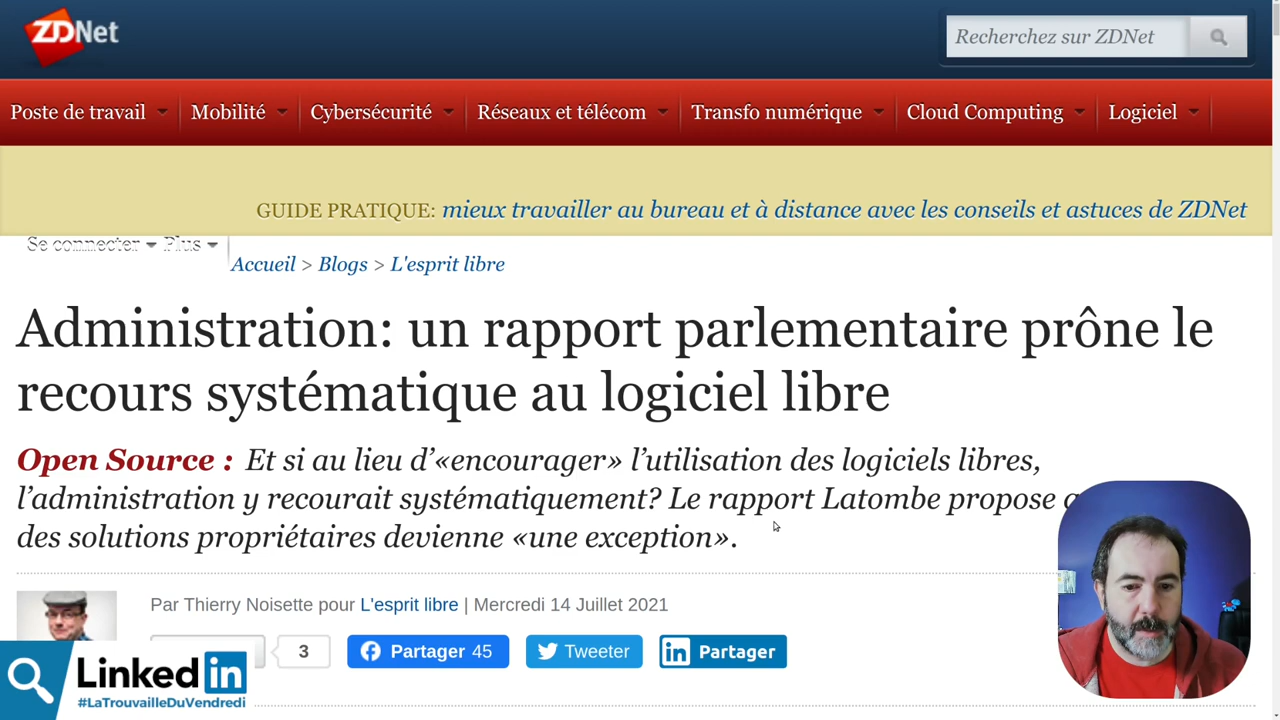 ZDNet
Recherchez sur ZDNet
Poste de travail Mobilité Cybersécurité Réseaux et télécom Transfo numérique Cloud Computing Logiciel
GUIDE PRATIQUE: mieux travailler au bureau et à distance avec les conseils et astuces de ZDNet
Se connecter Plus
Accueil > Blogs > L'esprit libre
Administration: un rapport parlementaire prône le
recours systématique au logiciel libre
Open Source : Et si au lieu d’«encourager» l’utilisation des logiciels libres,
l’administration y recourait systématiquement? Le rapport Latombe propose
des solutions propriétaires devienne «une exception».
Par Thierry Noisette pour L'esprit libre | Mercredi 14 Juillet 2021
3 Partager 45 Tweeter Partager
LinkedIn
#LaTrouvailleDuVendredi